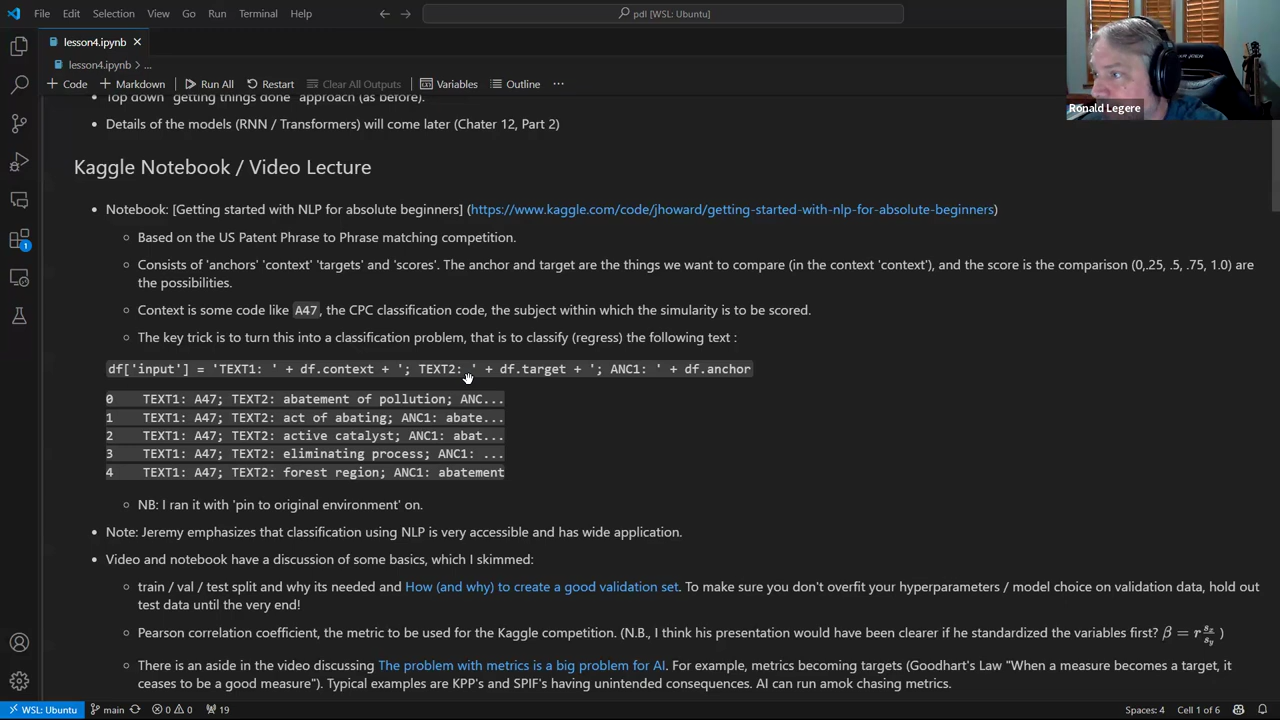 File Edit Selection View Go Run Terminal Help
pdl [WSL: Ubuntu]
lesson4.ipynb
lesson4.ipynb > ...
+ Code + Markdown Run All Restart Clear All Outputs Variables Outline ...
Ronald Legere
Top down "getting things done" approach (as before).
Details of the models (RNN / Transformers) will come later (Chater 12, Part 2)
Kaggle Notebook / Video Lecture
Notebook: [Getting started with NLP for absolute beginners] (https://www.kaggle.com/code/jhoward/getting-started-with-nlp-for-absolute-beginners)
Based on the US Patent Phrase to Phrase matching competition.
Consists of 'anchors' 'context' 'targets' and 'scores'. The anchor and target are the things we want to compare (in the context 'context'), and the score is the comparison (0,.25, .5, .75, 1.0) are
the possibilities.
Context is some code like A47, the CPC classification code, the subject within which the simularity is to be scored.
The key trick is to turn this into a classification problem, that is to classify (regress) the following text :
df['input'] = 'TEXT1: ' + df.context + '; TEXT2: ' + df.target + '; ANC1: ' + df.anchor
0 TEXT1: A47; TEXT2: abatement of pollution; ANC...
1 TEXT1: A47; TEXT2: act of abating; ANC1: abate...
2 TEXT1: A47; TEXT2: active catalyst; ANC1: abat...
3 TEXT1: A47; TEXT2: eliminating process; ANC1: ...
4 TEXT1: A47; TEXT2: forest region; ANC1: abatement
NB: I ran it with 'pin to original environment' on.
Note: Jeremy emphasizes that classification using NLP is very accessible and has wide application.
Video and notebook have a discussion of some basics, which I skimmed:
train / val / test split and why its needed and How (and why) to create a good validation set. To make sure you don't overfit your hyperparameters / model choice on validation data, hold out
test data until the very end!
Pearson correlation coefficient, the metric to be used for the Kaggle competition. (N.B., I think his presentation would have been clearer if he standardized the variables first? β = r sx/sy )
There is an aside in the video discussing The problem with metrics is a big problem for AI. For example, metrics becoming targets (Goodhart's Law "When a measure becomes a target, it
ceases to be a good measure"). Typical examples are KPP's and SPIF's having unintended consequences. AI can run amok chasing metrics.
1
WSL: Ubuntu main 0 0 19 Spaces: 4 Cell 1 of 6